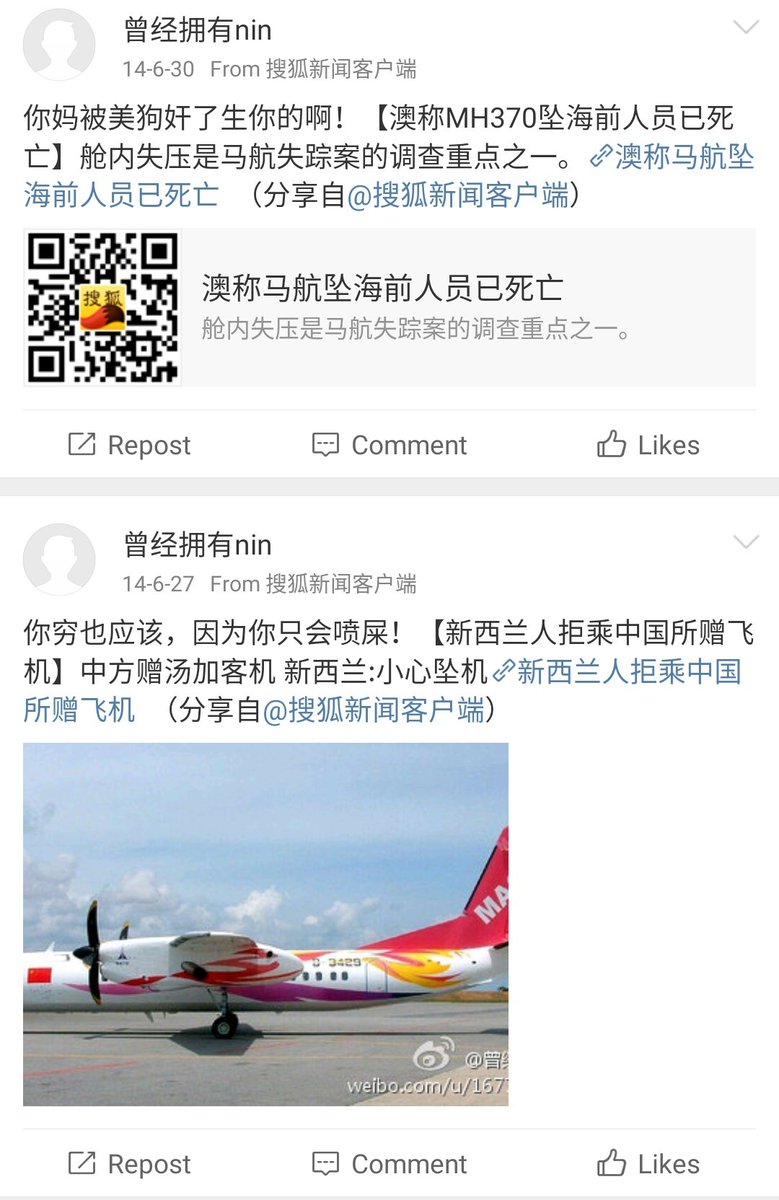 曾经拥有nin
14-6-30 From 搜狐新闻客户端
你妈被美狗奸了生你的啊！【澳称MH370坠海前人员已死
亡】舱内失压是马航失踪案的调查重点之一。澳称马航坠
海前人员已死亡 （分享自@搜狐新闻客户端）
搜狐
澳称马航坠海前人员已死亡
舱内失压是马航失踪案的调查重点之一。
Repost
Comment
Likes
曾经拥有nin
14-6-27 From 搜狐新闻客户端
你穷也应该，因为你只会喷屎！【新西兰人拒乘中国所赠飞
机】中方赠汤加客机 新西兰:小心坠机新西兰人拒乘中国
所赠飞机 （分享自@搜狐新闻客户端）
MA
B-3429
@曾经
weibo.com/u/1677
Repost
Comment
Likes